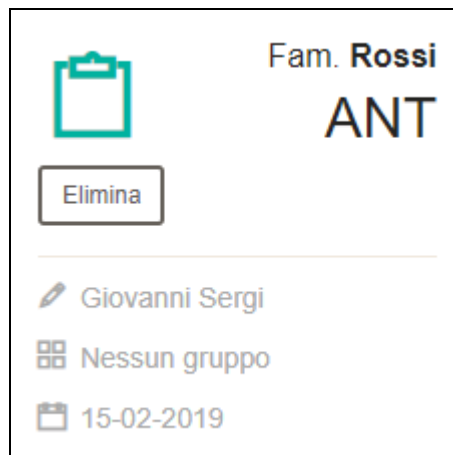 Fam. Rossi
ANT
Elimina
Giovanni Sergi
Nessun gruppo
15-02-2019